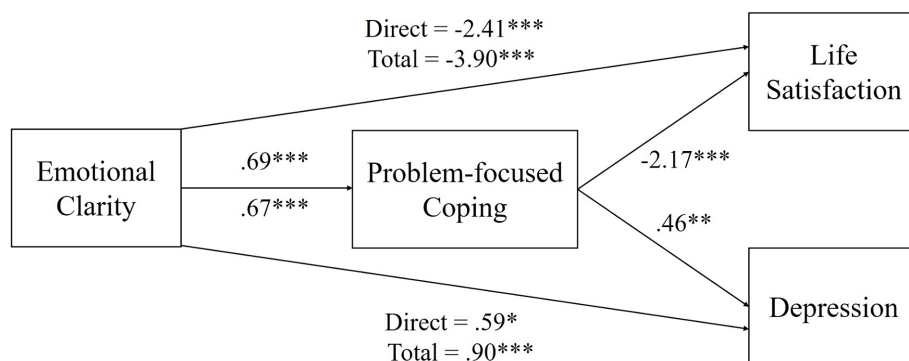 Direct = -2.41***
Total = -3.90***
Life
Satisfaction
Emotional
Clarity
.69***
.67***
Problem-focused
Coping
-2.17***
.46**
Depression
Direct = .59*
Total = .90***